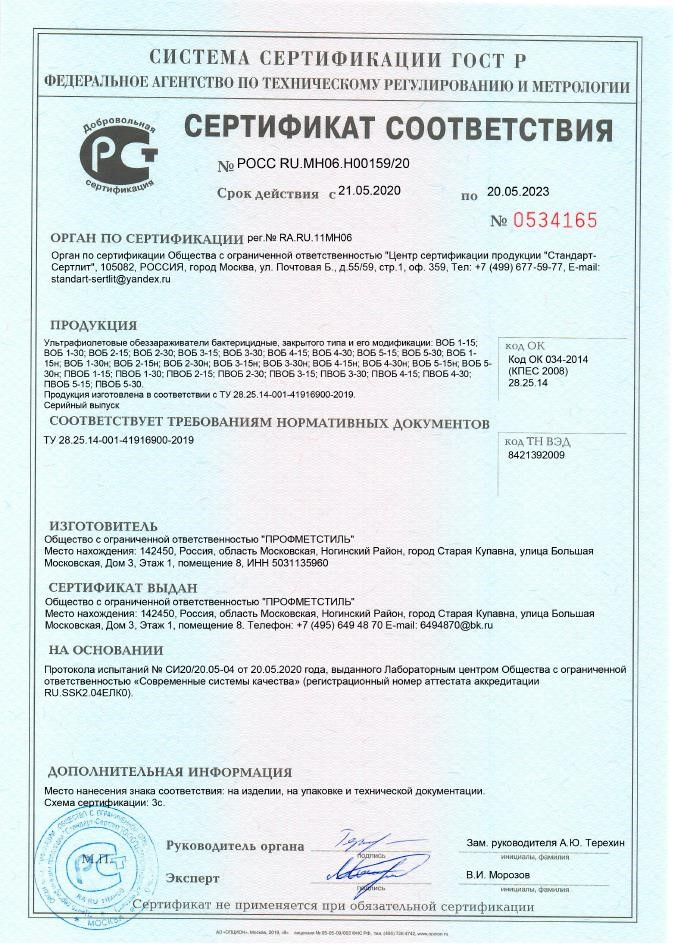 СИСТЕМА СЕРТИФИКАЦИИ ГОСТ Р
ФЕДЕРАЛЬНОЕ АГЕНТСТВО ПО ТЕХНИЧЕСКОМУ РЕГУЛИРОВАНИЮ И МЕТРОЛОГИИ
Добровольная
РСТ
сертификация
СЕРТИФИКАТ СООТВЕТСТВИЯ
№ РОСС RU.МН06.Н00159/20
Срок действия с 21.05.2020 по 20.05.2023
№ 0534165
ОРГАН ПО СЕРТИФИКАЦИИ рег.№ RA.RU.11МН06
Орган по сертификации Общества с ограниченной ответственностью "Центр сертификации продукции "Стандарт-
Сертлит", 105082, РОССИЯ, город Москва, ул. Почтовая Б., д.55/59, стр.1, оф. 359, Тел: +7 (499) 677-59-77, E-mail:
standart-sertlit@yandex.ru
ПРОДУКЦИЯ
Ультрафиолетовые обеззараживатели бактерицидные, закрытого типа и его модификации: ВОБ 1-15;
ВОБ 1-30; ВОБ 2-15; ВОБ 2-30; ВОБ 3-15; ВОБ 3-30; ВОБ 4-15; ВОБ 4-30; ВОБ 5-15; ВОБ 5-30; ВОБ 1-
15н; ВОБ 1-30н; ВОБ 2-15н; ВОБ 2-30н; ВОБ 3-15н; ВОБ 3-30н; ВОБ 4-15н; ВОБ 4-30н; ВОБ 5-15н; ВОБ 5-
30н; ПВОБ 1-15; ПВОБ 1-30; ПВОБ 2-15; ПВОБ 2-30; ПВОБ 3-15; ПВОБ 3-30; ПВОБ 4-15; ПВОБ 4-30;
ПВОБ 5-15; ПВОБ 5-30.
Продукция изготовлена в соответствии с ТУ 28.25.14-001-41916900-2019.
Серийный выпуск
код ОК
Код ОК 034-2014
(КПЕС 2008)
28.25.14
СООТВЕТСТВУЕТ ТРЕБОВАНИЯМ НОРМАТИВНЫХ ДОКУМЕНТОВ
ТУ 28.25.14-001-41916900-2019
код ТН ВЭД
8421392009
ИЗГОТОВИТЕЛЬ
Общество с ограниченной ответственностью "ПРОФМЕТСТИЛЬ"
Место нахождения: 142450, Россия, область Московская, Ногинский Район, город Старая Купавна, улица Большая
Московская, Дом 3, Этаж 1, помещение 8, ИНН 5031135960
СЕРТИФИКАТ ВЫДАН
Общество с ограниченной ответственностью "ПРОФМЕТСТИЛЬ"
Место нахождения: 142450, Россия, область Московская, Ногинский Район, город Старая Купавна, улица Большая
Московская, Дом 3, Этаж 1, помещение 8. Телефон: +7 (495) 649 48 70 E-mail: 6494870@bk.ru
НА ОСНОВАНИИ
Протокола испытаний № СИ20/20.05-04 от 20.05.2020 года, выданного Лабораторным центром Общества с ограниченной
ответственностью «Современные системы качества» (регистрационный номер аттестата аккредитации
RU.SSK2.04ЕЛК0).
ДОПОЛНИТЕЛЬНАЯ ИНФОРМАЦИЯ
Место нанесения знака соответствия: на изделии, на упаковке и технической документации.
Схема сертификации: 3с.
М.П.
РСТ
МОСКВА
Руководитель органа
подпись
Зам. руководителя А.Ю. Терехин
инициалы, фамилия
Эксперт
подпись
В.И. Морозов
инициалы, фамилия
Сертификат не применяется при обязательной сертификации